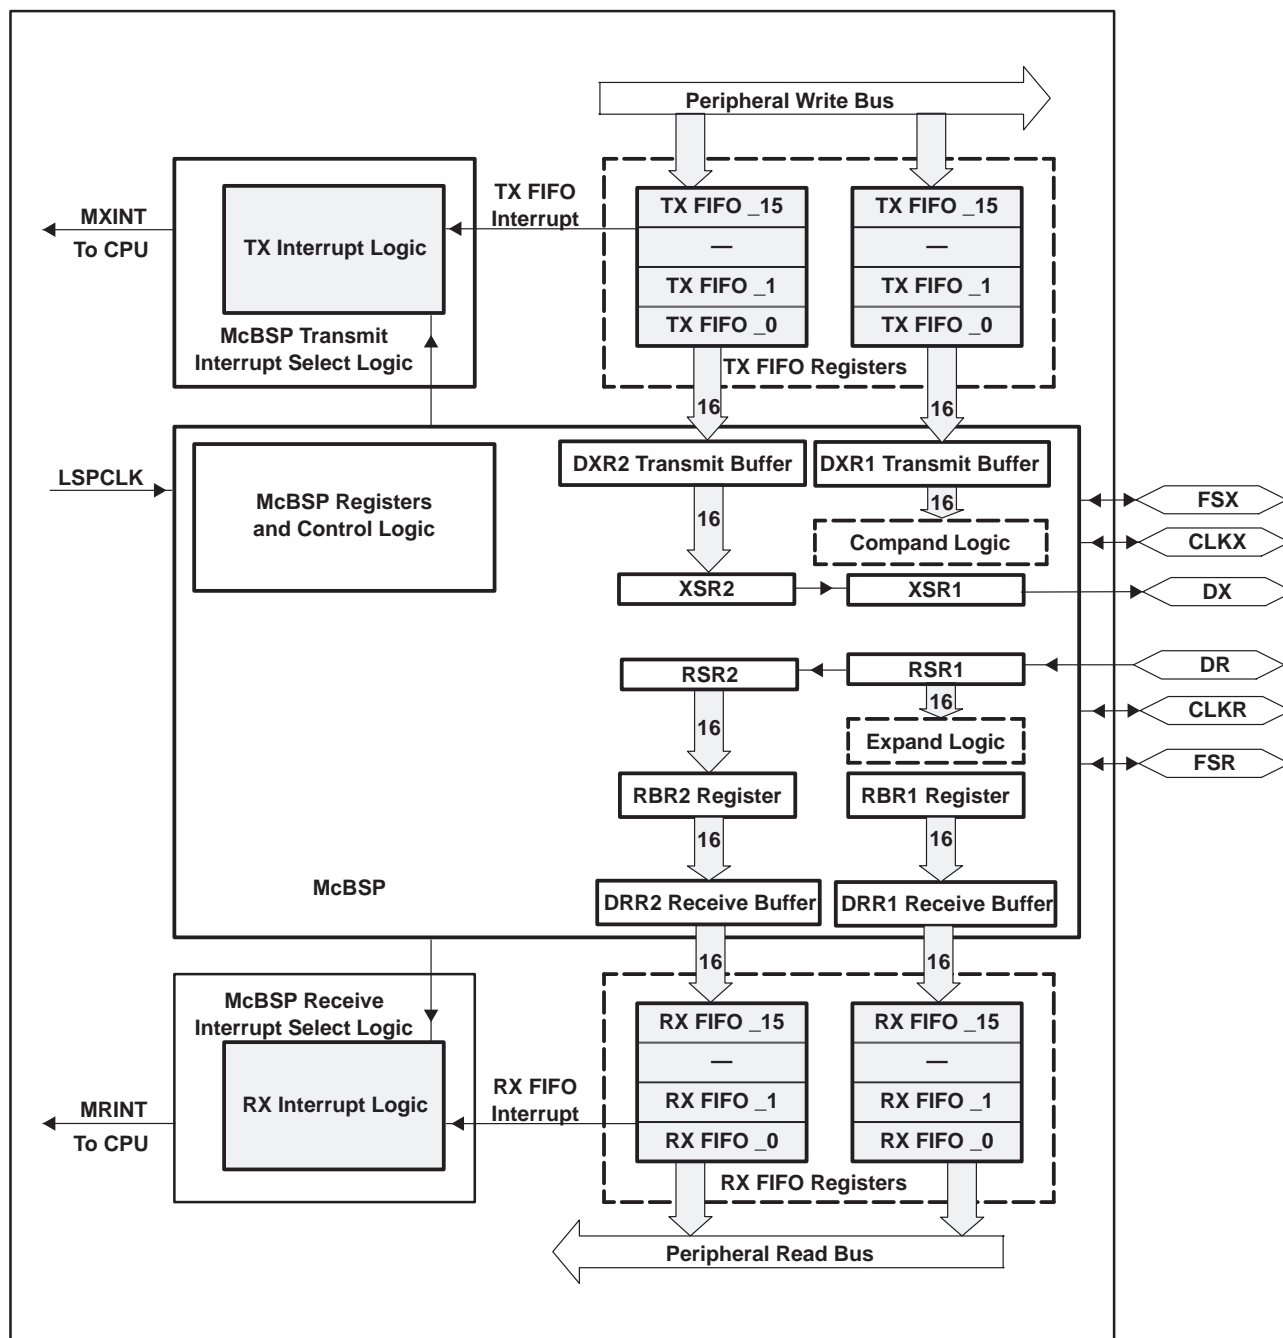 Peripheral Write Bus
TX FIFO
Interrupt
MXINT
To CPU
TX Interrupt Logic
McBSP Transmit
Interrupt Select Logic
TX FIFO _15
—
TX FIFO _1
TX FIFO _0
TX FIFO _15
—
TX FIFO _1
TX FIFO _0
TX FIFO Registers
16
16
LSPCLK
McBSP Registers
and Control Logic
DXR2 Transmit Buffer
DXR1 Transmit Buffer
16
16
Compand Logic
XSR2
XSR1
FSX
CLKX
DX
RSR2
RSR1
DR
16
16
CLKR
Expand Logic
FSR
RBR2 Register
RBR1 Register
16
16
McBSP
DRR2 Receive Buffer
DRR1 Receive Buffer
16
16
McBSP Receive
Interrupt Select Logic
RX Interrupt Logic
RX FIFO
Interrupt
MRINT
To CPU
RX FIFO _15
—
RX FIFO _1
RX FIFO _0
RX FIFO _15
—
RX FIFO _1
RX FIFO _0
RX FIFO Registers
Peripheral Read Bus